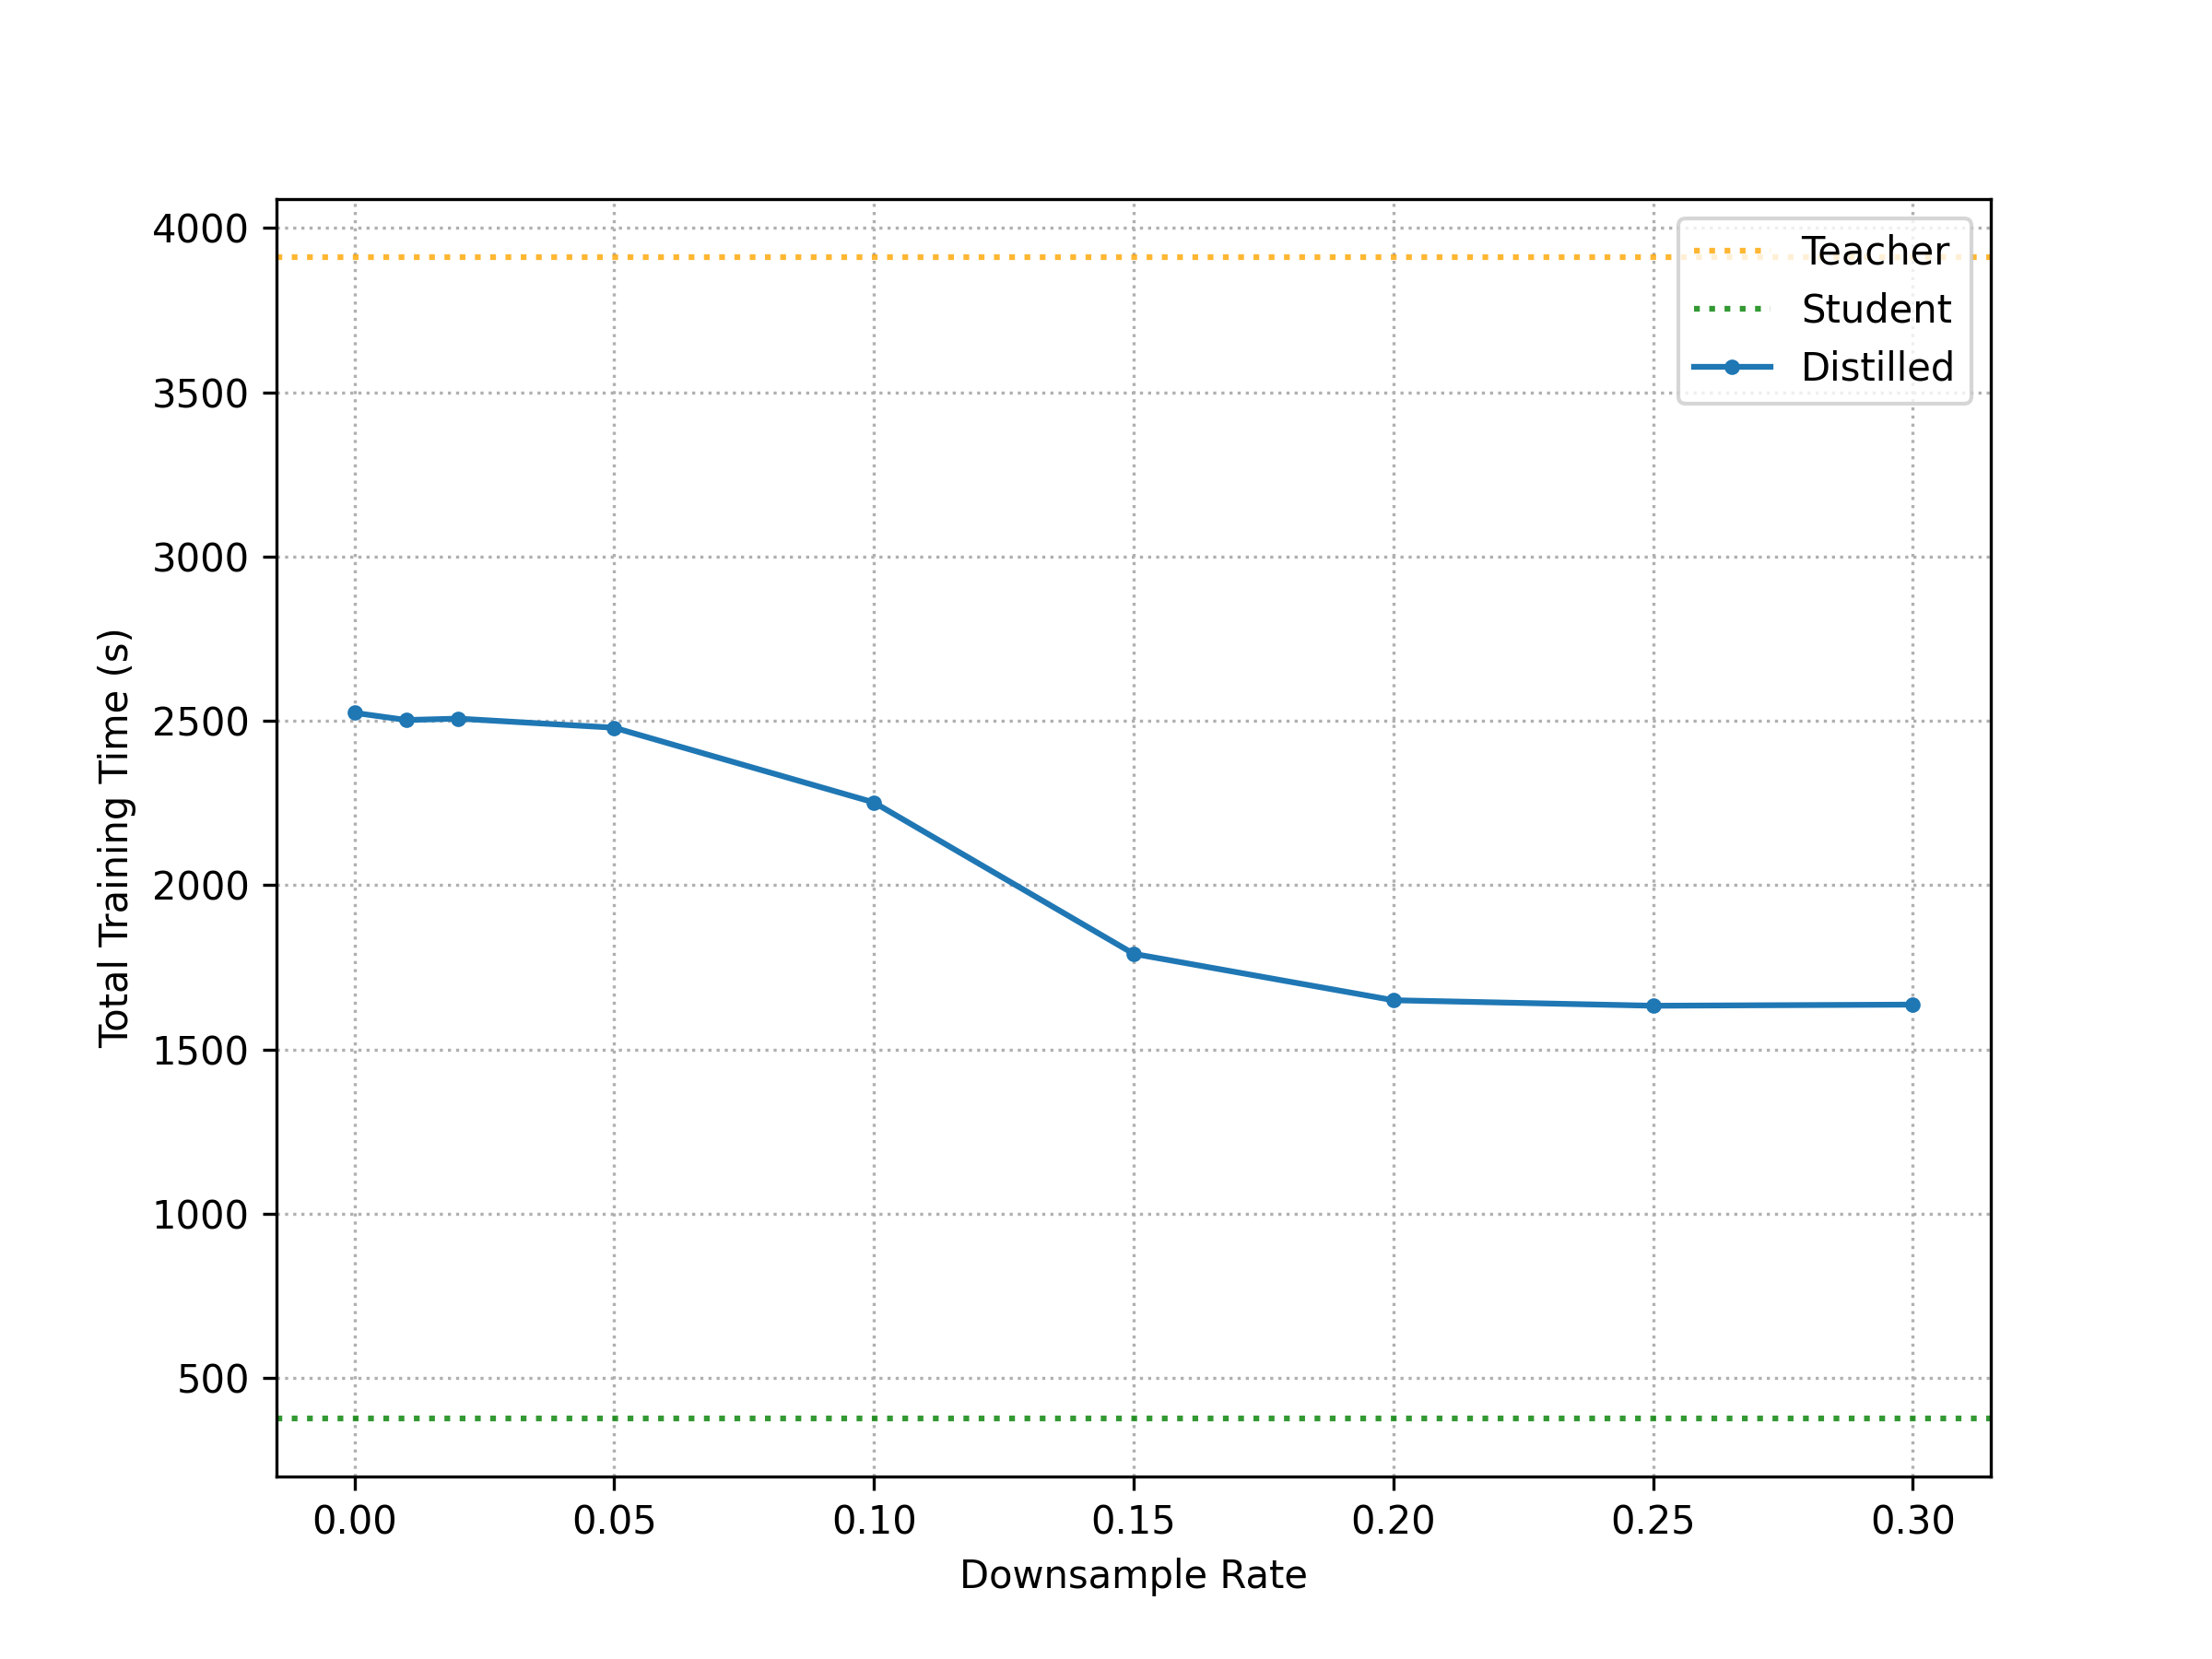 4000
3500
3000
2500
2000
1500
1000
500
Total Training Time (s)
Teacher
Student
Distilled
0.00 0.05 0.10 0.15 0.20 0.25 0.30
Downsample Rate